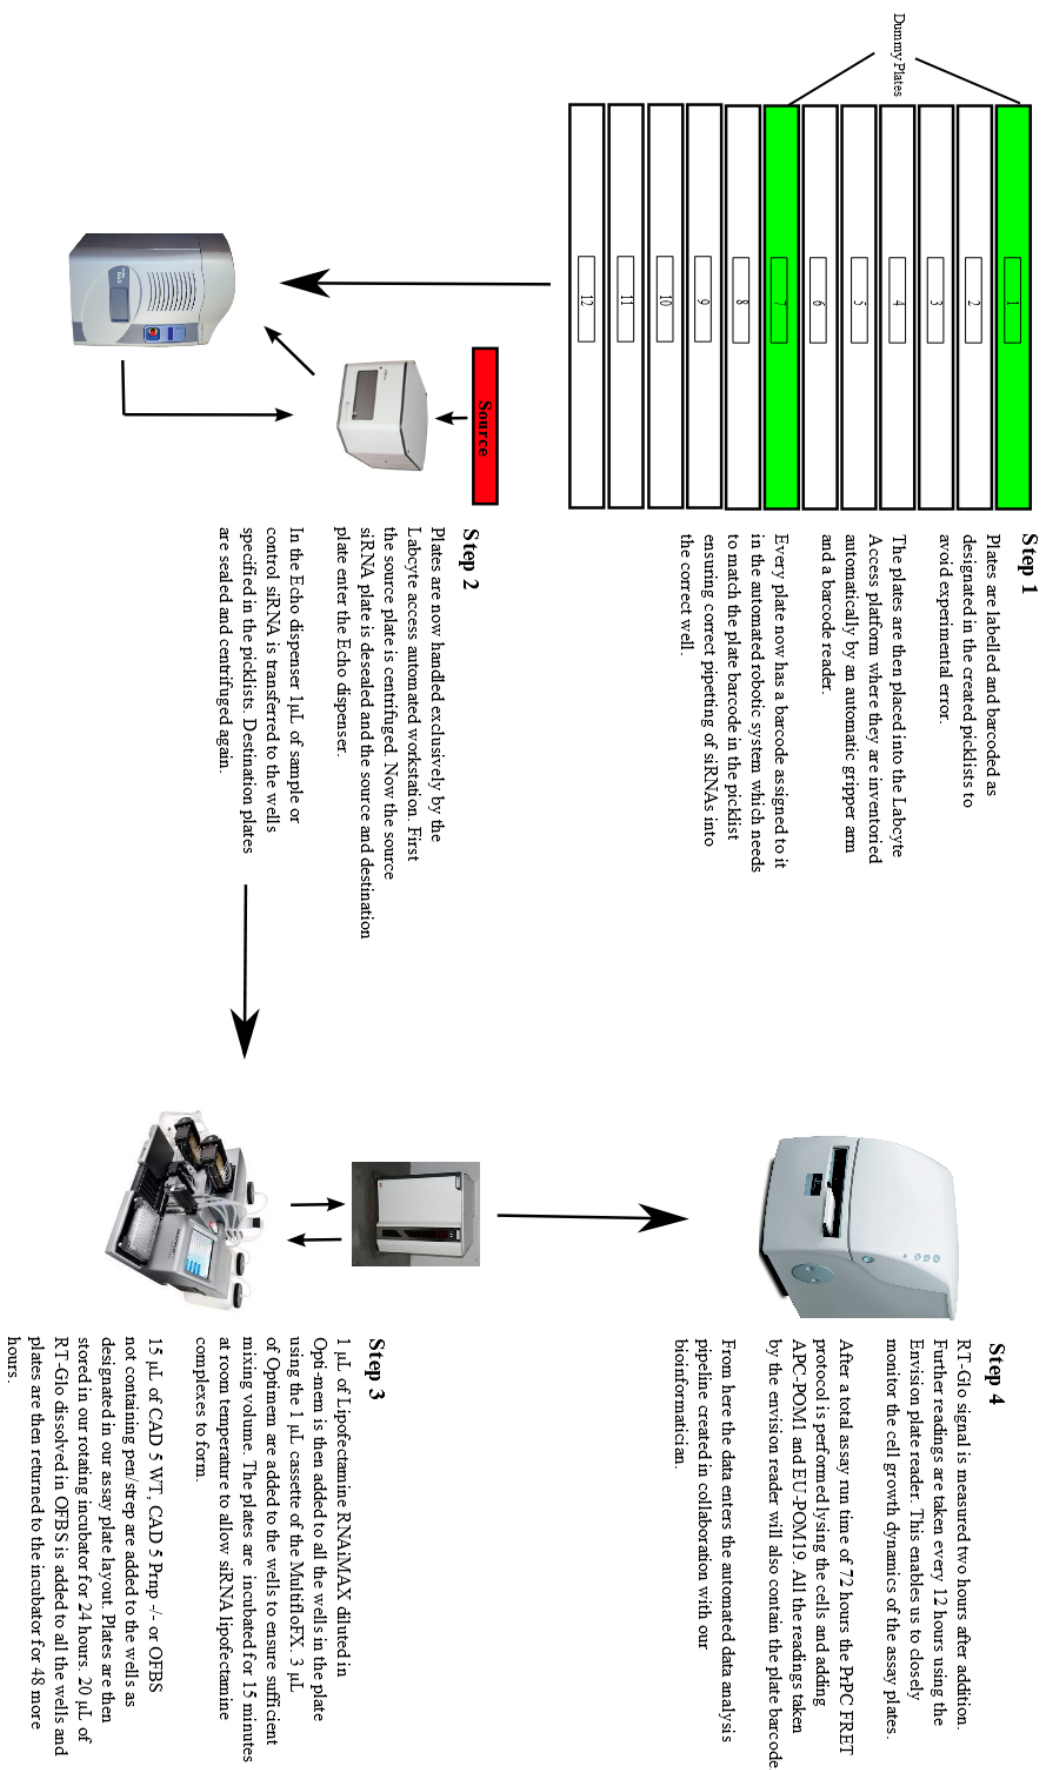 Dummy Plates
1
2
3
4
5
6
7
8
9
10
11
12
Step 1
Plates are labelled and barcoded as
designated in the created picklists to
avoid experimental error.
The plates are then placed into the Labcyte
Access platform where they are inventoried
automatically by an automatic gripper arm
and a barcode reader.
Every plate now has a barcode assigned to it
in the automated robotic system which needs
to match the plate barcode in the picklist
ensuring correct pipetting of siRNAs into
the correct well.
Source
Step 2
Plates are now handled exclusively by the
Labcyte access automated workstation. First
the source plate is centrifuged. Now the source
siRNA plate is desealed and the source and destination
plate enter the Echo dispenser.
In the Echo dispenser 1µL of sample or
control siRNA is transferred to the wells
specified in the picklists. Destination plates
are sealed and centrifuged again.
Step 3
1 µL of Lipofectamine RNAiMAX diluted in
Opti-mem is then added to all the wells in the plate
using the 1 µL cassette of the MultifloFX. 3 µL
of Optimem are added to the wells to ensure sufficient
mixing volume. The plates are incubated for 15 minutes
at room temperature to allow siRNA lipofectamine
complexes to form.
15 µL of CAD 5 WT, CAD 5 Prnp -/- or OFBS
not containing pen/strep are added to the wells as
designated in our assay plate layout. Plates are then
stored in our rotating incubator for 24 hours. 20 µL of
RT-Glo dissolved in OFBS is added to all the wells and
plates are then returned to the incubator for 48 more
hours.
Step 4
RT-Glo signal is measured two hours after addition.
Further readings are taken every 12 hours using the
Envision plate reader. This enables us to closely
monitor the cell growth dynamics of the assay plates.
After a total assay run time of 72 hours the PrPC FRET
protocol is performed lysing the cells and adding
APC-POM1 and EU-POM19. All the readings taken
by the envision reader will also contain the plate barcode.
From here the data enters the automated data analysis
pipeline created in collaboration with our
bioinformatician.